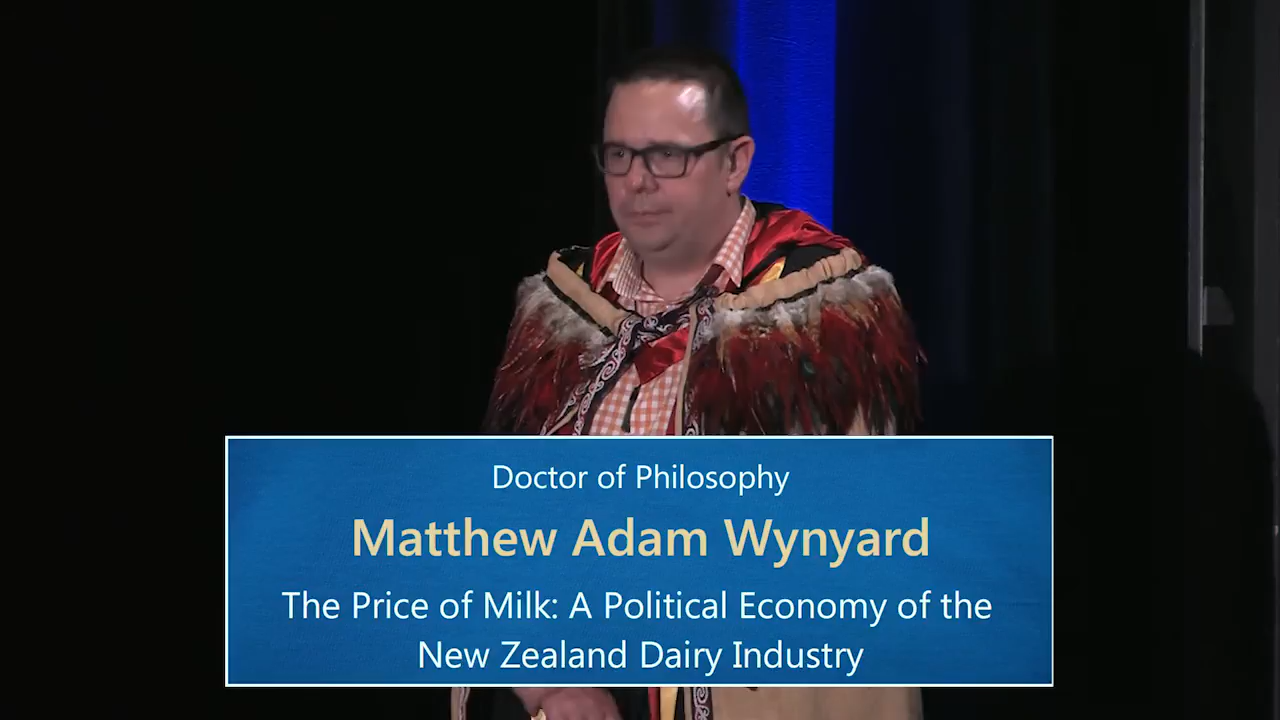 Doctor of Philosophy
Matthew Adam Wynyard
The Price of Milk: A Political Economy of the
New Zealand Dairy Industry